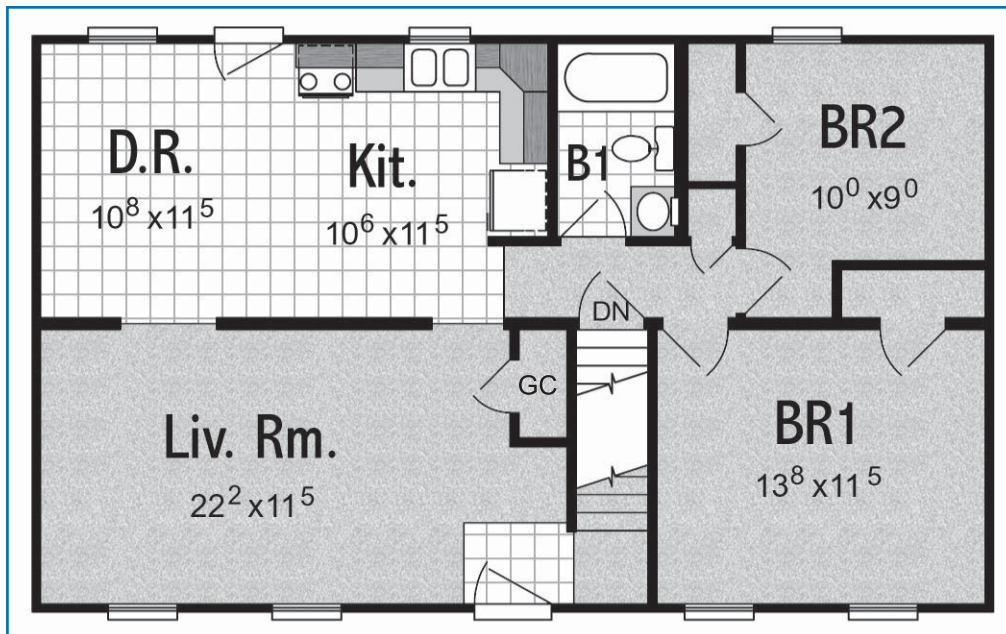 D.R.
10⁸ x11⁵
Kit.
10⁶ x11⁵
B1
BR2
10⁰ x9⁰
DN
GC
Liv. Rm.
22² x11⁵
BR1
13⁸ x11⁵